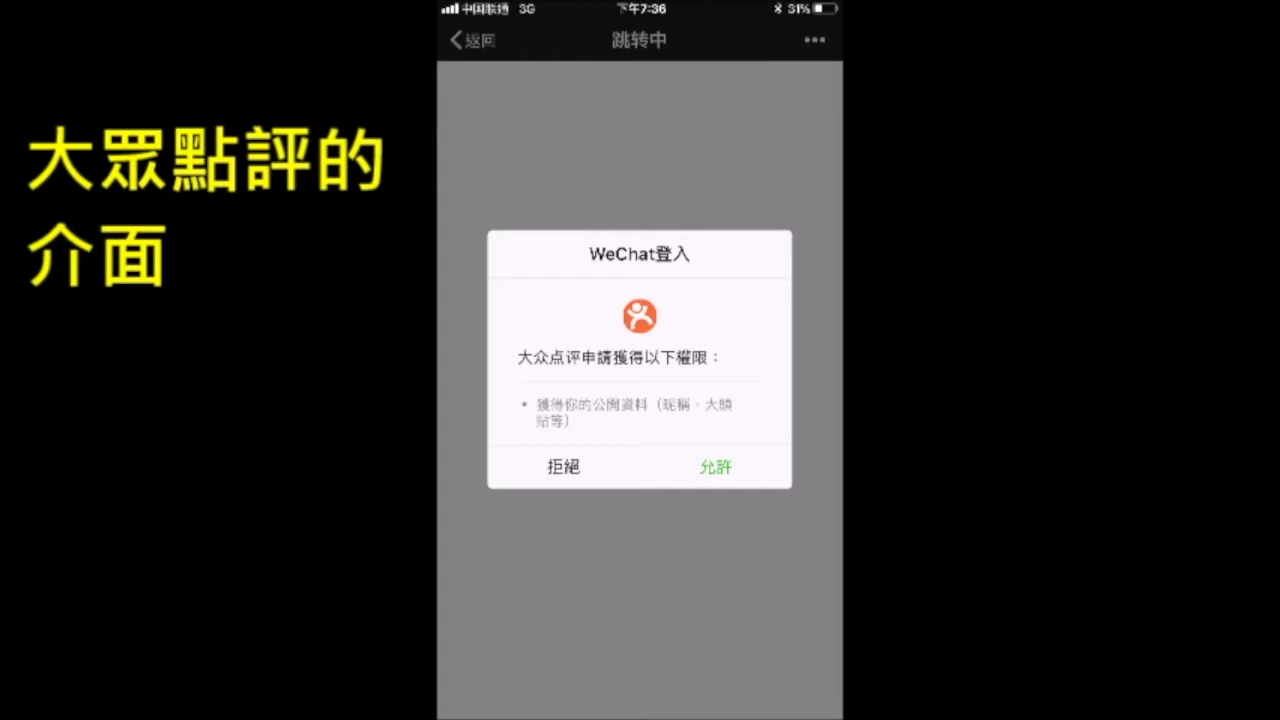 中国联通 3G 下午7:36 31%
返回 跳转中
大眾點評的
介面
WeChat登入
大众点评申請獲得以下權限：
• 獲得你的公開資料（昵稱、大頭
貼等）
拒絕 允許